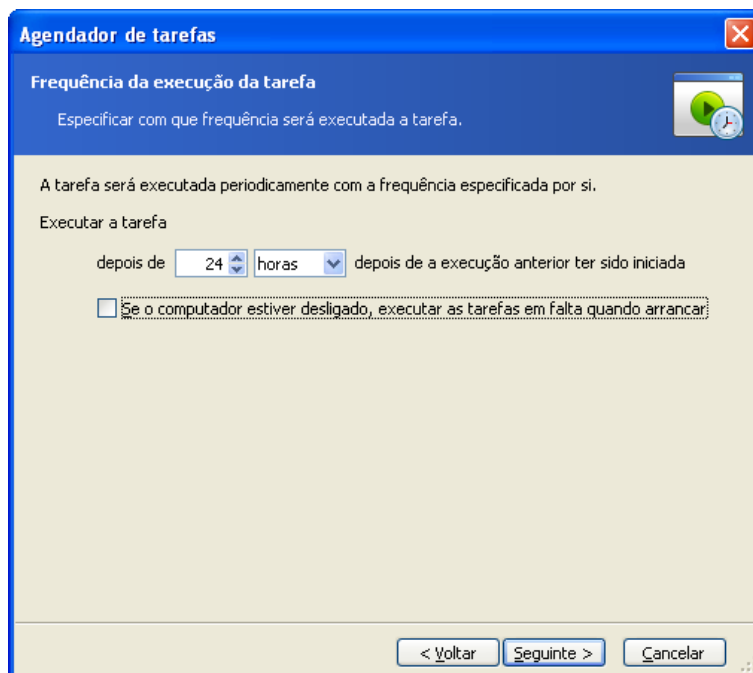 Agendador de tarefas
Frequência da execução da tarefa
Especificar com que frequência será executada a tarefa.
A tarefa será executada periodicamente com a frequência especificada por si.
Executar a tarefa
depois de 24 horas depois de a execução anterior ter sido iniciada
Se o computador estiver desligado, executar as tarefas em falta quando arrancar
< Voltar Seguinte > Cancelar